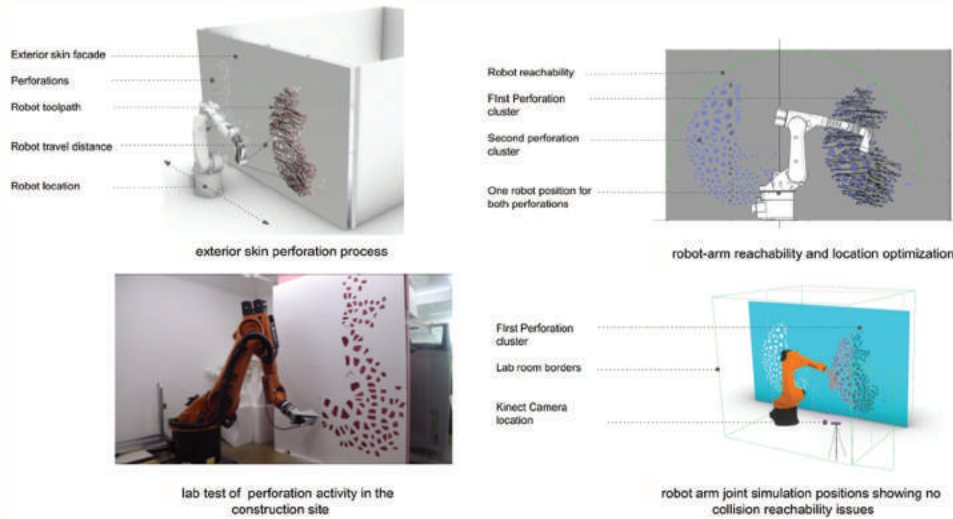 Exterior skin facade
Perforations
Robot toolpath
Robot travel distance
Robot location
exterior skin perforation process
Robot reachability
FIrst Perforation
cluster
Second perforation
cluster
One robot position for
both perforations
robot-arm reachability and location optimization
lab test of perforation activity in the
construction site
FIrst Perforation
cluster
Lab room borders
Kinect Camera
location
robot arm joint simulation positions showing no
collision reachability issues